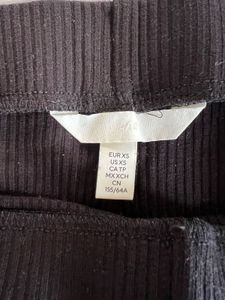 EUR XS
US XS
CA TP
MX XCH
CN
155/64A